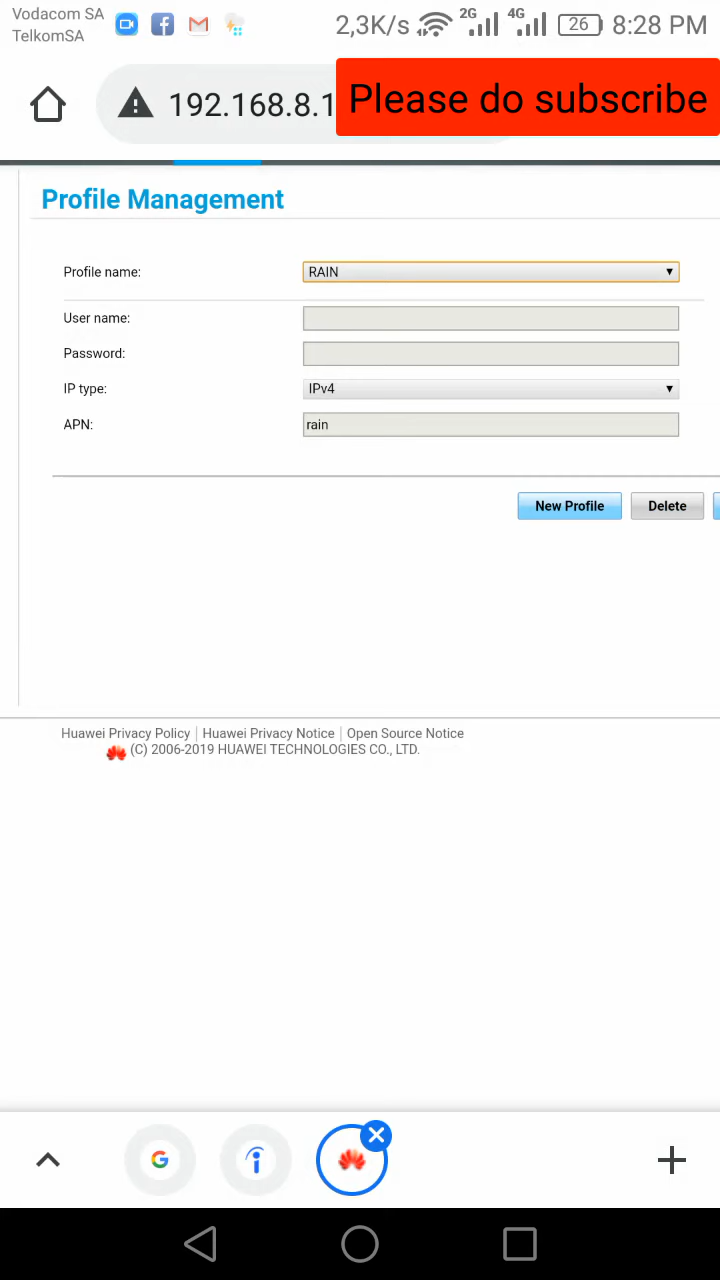 Vodacom SA
TelkomSA
2,3K/s 2G 4G 26 8:28 PM
192.168.8.1
Please do subscribe
Profile Management
Profile name: RAIN
User name:
Password:
IP type: IPv4
APN: rain
New Profile Delete
Huawei Privacy Policy | Huawei Privacy Notice | Open Source Notice
(C) 2006-2019 HUAWEI TECHNOLOGIES CO., LTD.